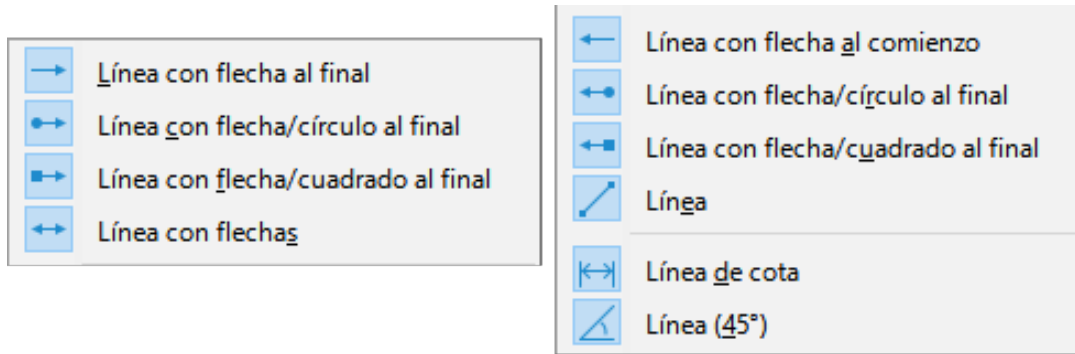 Línea con flecha al final
Línea con flecha/círculo al final
Línea con flecha/cuadrado al final
Línea con flechas
Línea con flecha al comienzo
Línea con flecha/círculo al final
Línea con flecha/cuadrado al final
Línea
Línea de cota
Línea (45°)